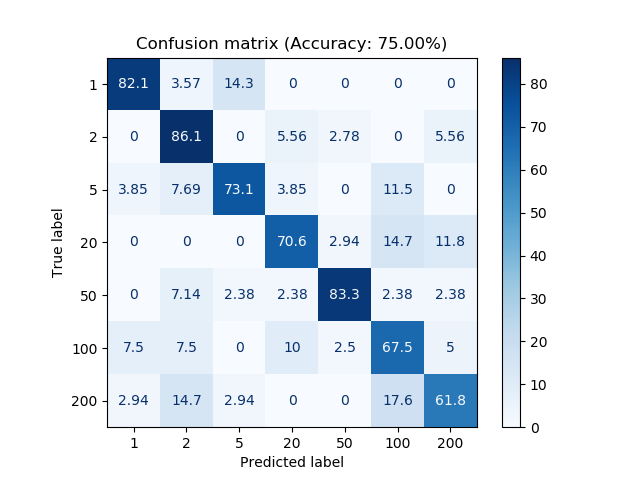 Confusion matrix (Accuracy: 75.00%)
1 82.1 3.57 14.3 0 0 0 0
2 0 86.1 0 5.56 2.78 0 5.56
5 3.85 7.69 73.1 3.85 0 11.5 0
20 0 0 0 70.6 2.94 14.7 11.8
50 0 7.14 2.38 2.38 83.3 2.38 2.38
100 7.5 7.5 0 10 2.5 67.5 5
200 2.94 14.7 2.94 0 0 17.6 61.8
1 2 5 20 50 100 200
Predicted label
True label
80
70
60
50
40
30
20
10
0